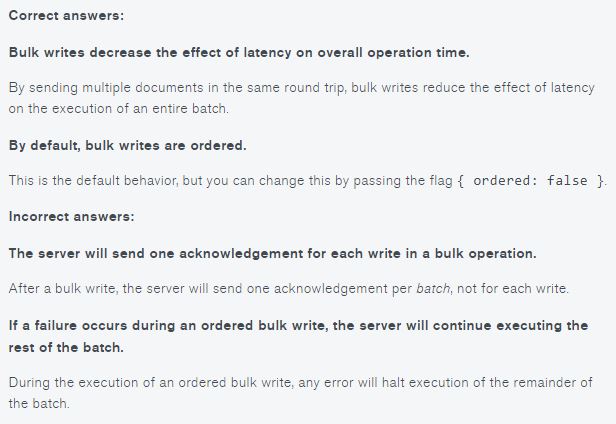 Correct answers:
Bulk writes decrease the effect of latency on overall operation time.
By sending multiple documents in the same round trip, bulk writes reduce the effect of latency
on the execution of an entire batch.
By default, bulk writes are ordered.
This is the default behavior, but you can change this by passing the flag { ordered: false }.
Incorrect answers:
The server will send one acknowledgement for each write in a bulk operation.
After a bulk write, the server will send one acknowledgement per batch, not for each write.
If a failure occurs during an ordered bulk write, the server will continue executing the
rest of the batch.
During the execution of an ordered bulk write, any error will halt execution of the remainder of
the batch.